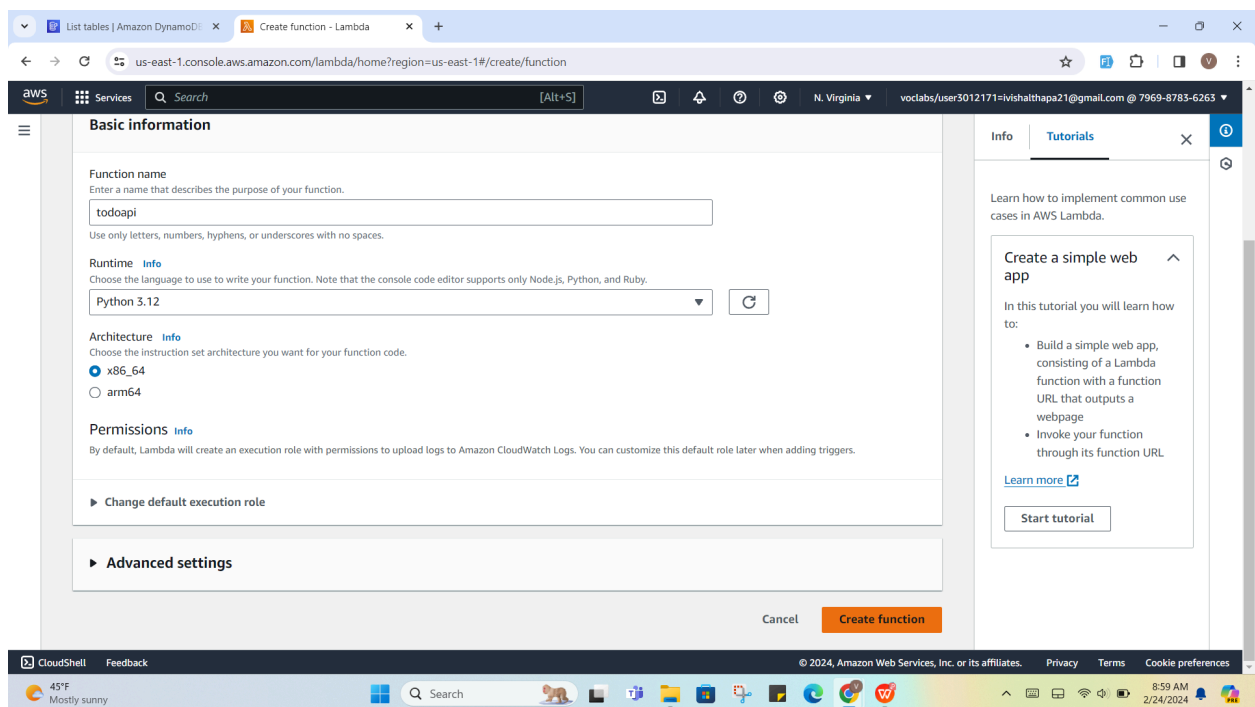 List tables | Amazon DynamoDB
Create function - Lambda
us-east-1.console.aws.amazon.com/lambda/home?region=us-east-1#/create/function
V
aws
Services
Search
[Alt+S]
N. Virginia
voclabs/user3012171=ivishalthapa21@gmail.com @ 7969-8783-6263
Basic information
Function name
Enter a name that describes the purpose of your function.
todoapi
Use only letters, numbers, hyphens, or underscores with no spaces.
Runtime Info
Choose the language to use to write your function. Note that the console code editor supports only Node.js, Python, and Ruby.
Python 3.12
Architecture Info
Choose the instruction set architecture you want for your function code.
x86_64
arm64
Permissions Info
By default, Lambda will create an execution role with permissions to upload logs to Amazon CloudWatch Logs. You can customize this default role later when adding triggers.
Change default execution role
Advanced settings
Cancel
Create function
Info
Tutorials
Learn how to implement common use
cases in AWS Lambda.
Create a simple web
app
In this tutorial you will learn how
to:
• Build a simple web app,
consisting of a Lambda
function with a function
URL that outputs a
webpage
• Invoke your function
through its function URL
Learn more
Start tutorial
CloudShell
Feedback
© 2024, Amazon Web Services, Inc. or its affiliates.
Privacy
Terms
Cookie preferences
45°F
Mostly sunny
Search
8:59 AM
2/24/2024